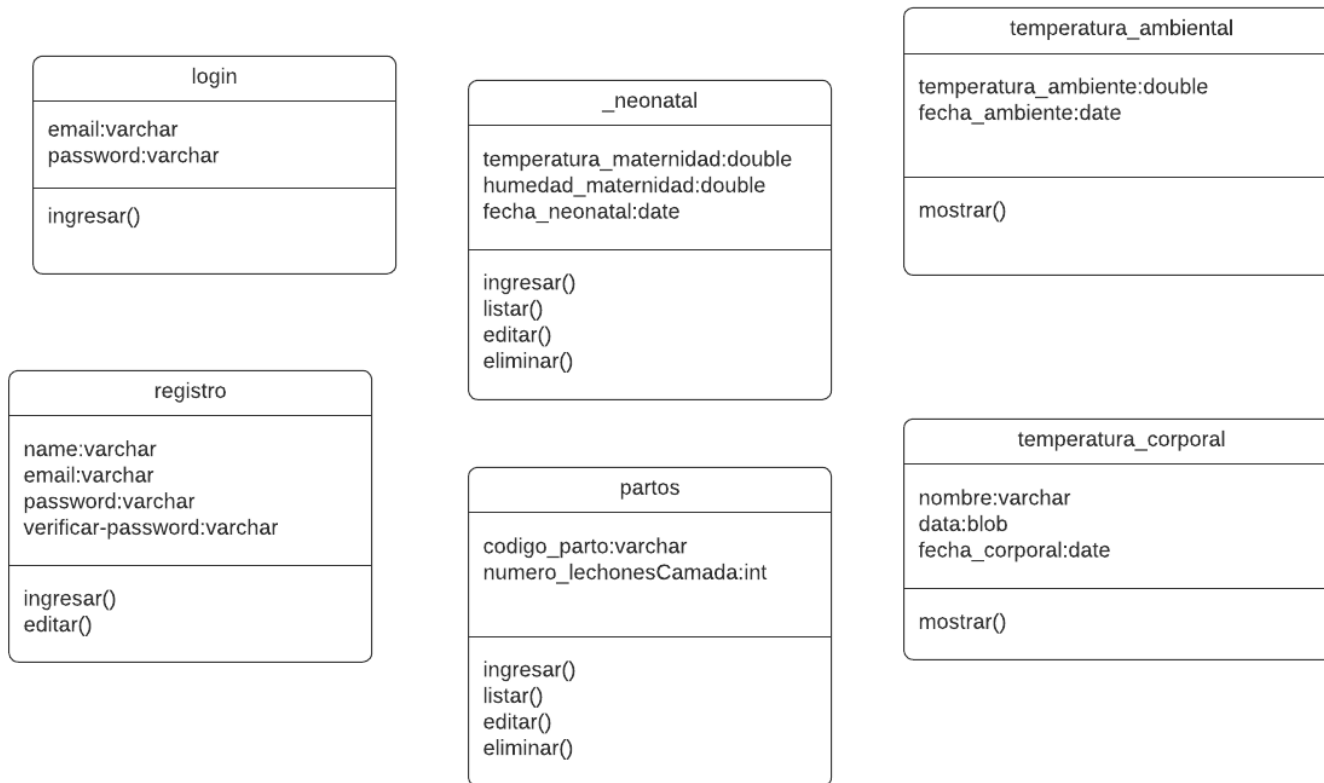 login
email:varchar
password:varchar
ingresar()
registro
name:varchar
email:varchar
password:varchar
verificar-password:varchar
ingresar()
editar()
_neonatal
temperatura_maternidad:double
humedad_maternidad:double
fecha_neonatal:date
ingresar()
listar()
editar()
eliminar()
partos
codigo_parto:varchar
numero_lechonesCamada:int
ingresar()
listar()
editar()
eliminar()
temperatura_ambiental
temperatura_ambiente:double
fecha_ambiente:date
mostrar()
temperatura_corporal
nombre:varchar
data:blob
fecha_corporal:date
mostrar()